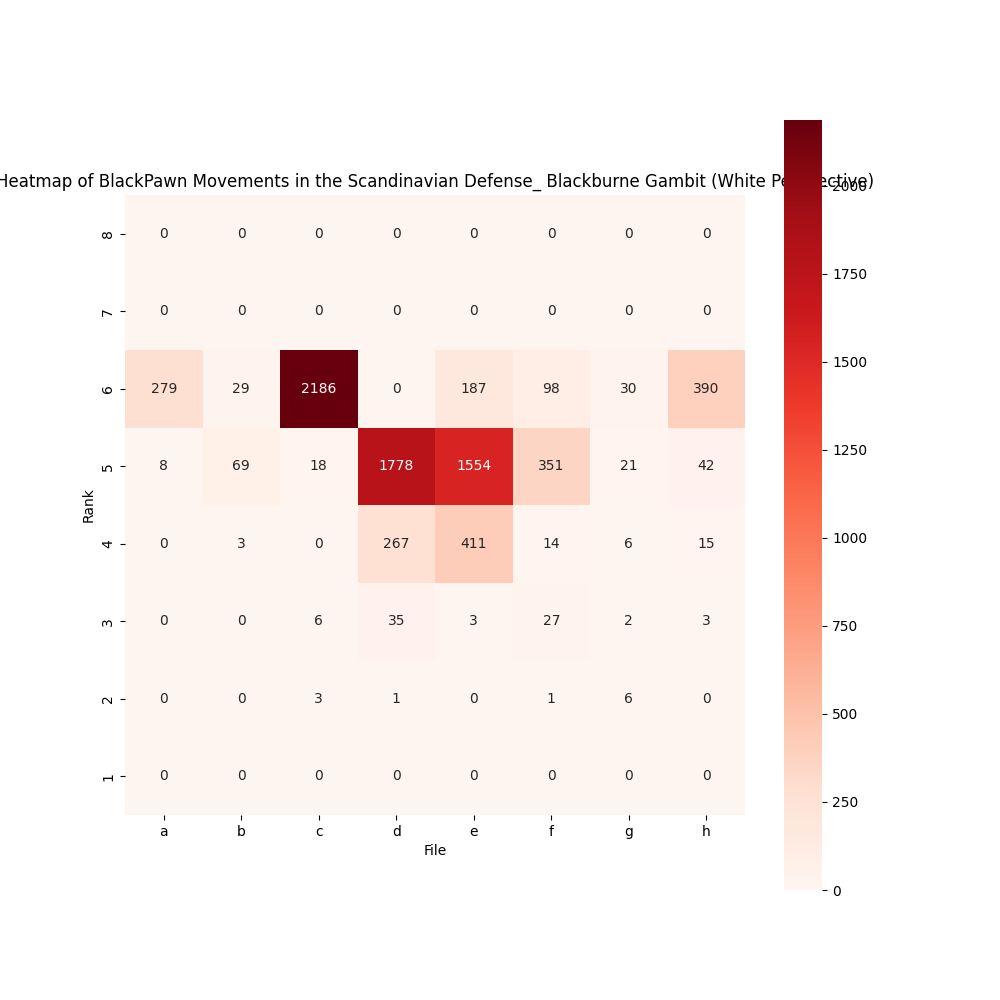 Heatmap of BlackPawn Movements in the Scandinavian Defense_ Blackburne Gambit (White
2000
8 0 0 0 0 0 0 0 0
7 0 0 0 0 0 0 0 0
6 279 29 2186 0 187 98 30 390
5 8 69 18 1778 1554 351 21 42
4 0 3 0 267 411 14 6 15
3 0 0 6 35 3 27 2 3
2 0 0 3 1 0 1 6 0
1 0 0 0 0 0 0 0 0
a b c d e f g h
File
Rank
1750
1500
1250
1000
750
500
250
0